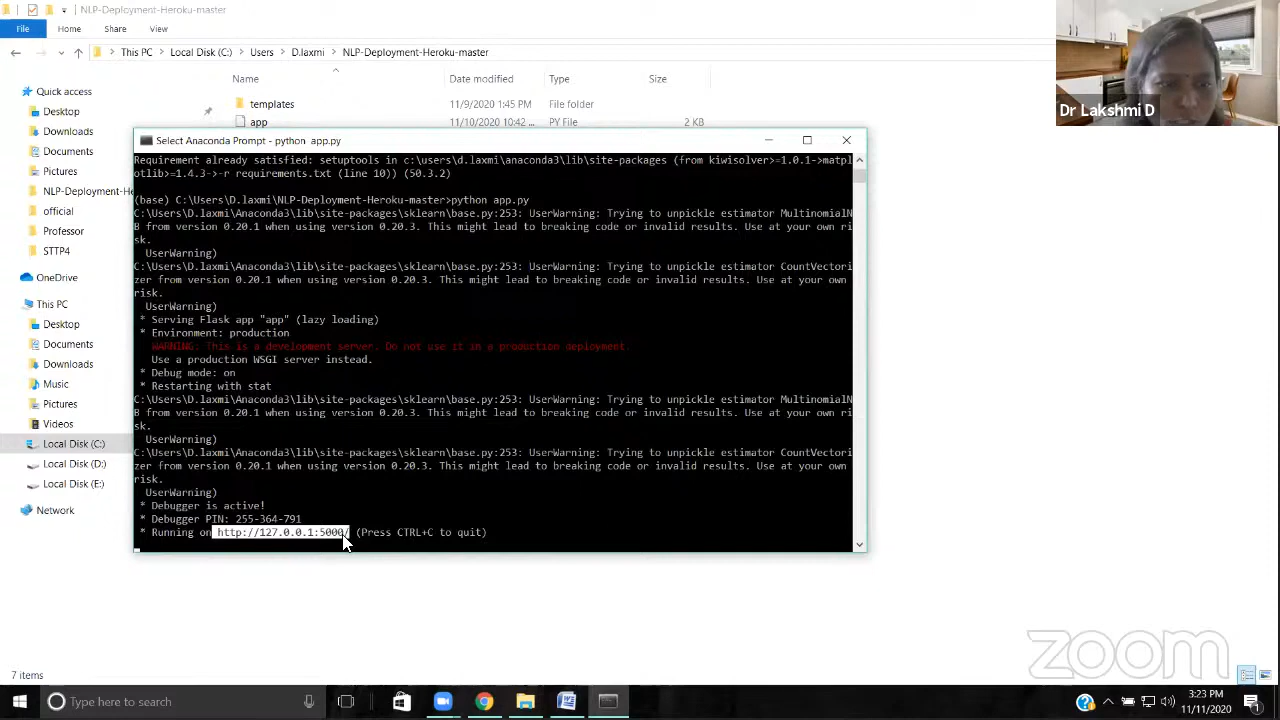 NLP-Deployment-Heroku-master
File Home Share View
This PC Local Disk (C:) Users D.laxmi NLP-Deployment-Heroku-master
Name Date modified Type Size
Quick access
templates 11/9/2020 1:45 PM File folder
Desktop
app 11/10/2020 10:42 ... PY File 2 KB
Dr Lakshmi D
Downloads
Documents
Pictures
NLP-Deployment-H
official
Professor
STTP4
OneDrive
This PC
Desktop
Documents
Downloads
Music
Pictures
Videos
Local Disk (C:)
Local Disk (D:)
Local Disk (E:)
Network
Select Anaconda Prompt - python app.py
Requirement already satisfied: setuptools in c:\users\d.laxmi\anaconda3\lib\site-packages (from kiwisolver>=1.0.1->matpl
otlib>=1.4.3->-r requirements.txt (line 10)) (50.3.2)
(base) C:\Users\D.laxmi\NLP-Deployment-Heroku-master>python app.py
C:\Users\D.laxmi\Anaconda3\lib\site-packages\sklearn\base.py:253: UserWarning: Trying to unpickle estimator MultinomialN
B from version 0.20.1 when using version 0.20.3. This might lead to breaking code or invalid results. Use at your own ri
sk.
UserWarning)
C:\Users\D.laxmi\Anaconda3\lib\site-packages\sklearn\base.py:253: UserWarning: Trying to unpickle estimator CountVectori
zer from version 0.20.1 when using version 0.20.3. This might lead to breaking code or invalid results. Use at your own
risk.
UserWarning)
* Serving Flask app "app" (lazy loading)
* Environment: production
WARNING: This is a development server. Do not use it in a production deployment.
Use a production WSGI server instead.
* Debug mode: on
* Restarting with stat
C:\Users\D.laxmi\Anaconda3\lib\site-packages\sklearn\base.py:253: UserWarning: Trying to unpickle estimator MultinomialN
B from version 0.20.1 when using version 0.20.3. This might lead to breaking code or invalid results. Use at your own ri
sk.
UserWarning)
C:\Users\D.laxmi\Anaconda3\lib\site-packages\sklearn\base.py:253: UserWarning: Trying to unpickle estimator CountVectori
zer from version 0.20.1 when using version 0.20.3. This might lead to breaking code or invalid results. Use at your own
risk.
UserWarning)
* Debugger is active!
* Debugger PIN: 255-364-791
* Running on http://127.0.0.1:5000/ (Press CTRL+C to quit)
zoom
7 items
Type here to search
3:23 PM
11/11/2020